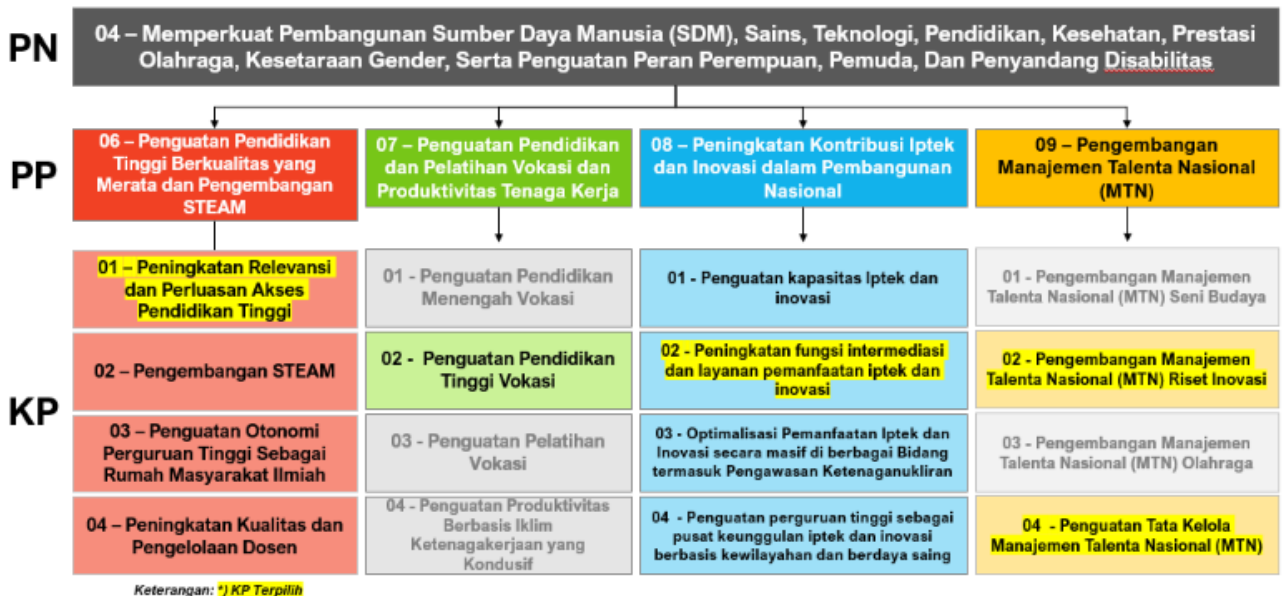 PN
04 – Memperkuat Pembangunan Sumber Daya Manusia (SDM), Sains, Teknologi, Pendidikan, Kesehatan, Prestasi
Olahraga, Kesetaraan Gender, Serta Penguatan Peran Perempuan, Pemuda, Dan Penyandang Disabilitas
PP
06 – Penguatan Pendidikan
Tinggi Berkualitas yang
Merata dan Pengembangan
STEAM
07 – Penguatan Pendidikan
dan Pelatihan Vokasi dan
Produktivitas Tenaga Kerja
08 – Peningkatan Kontribusi Iptek
dan Inovasi dalam Pembangunan
Nasional
09 – Pengembangan
Manajemen Talenta Nasional
(MTN)
KP
01 – Peningkatan Relevansi
dan Perluasan Akses
Pendidikan Tinggi
01 - Penguatan Pendidikan
Menengah Vokasi
01 - Penguatan kapasitas Iptek dan
inovasi
01 - Pengembangan Manajemen
Talenta Nasional (MTN) Seni Budaya
02 – Pengembangan STEAM
02 - Penguatan Pendidikan
Tinggi Vokasi
02 - Peningkatan fungsi intermediasi
dan layanan pemanfaatan iptek dan
inovasi
02 - Pengembangan Manajemen
Talenta Nasional (MTN) Riset Inovasi
03 – Penguatan Otonomi
Perguruan Tinggi Sebagai
Rumah Masyarakat Ilmiah
03 - Penguatan Pelatihan
Vokasi
03 - Optimalisasi Pemanfaatan Iptek dan
Inovasi secara masif di berbagai Bidang
termasuk Pengawasan Ketenaganukliran
03 - Pengembangan Manajemen
Talenta Nasional (MTN) Olahraga
04 – Peningkatan Kualitas dan
Pengelolaan Dosen
04 - Penguatan Produktivitas
Berbasis Iklim
Ketenagakerjaan yang
Kondusif
04 - Penguatan perguruan tinggi sebagai
pusat keunggulan iptek dan inovasi
berbasis kewilayahan dan berdaya saing
04 - Penguatan Tata Kelola
Manajemen Talenta Nasional (MTN)
Keterangan: *) KP Terpilih